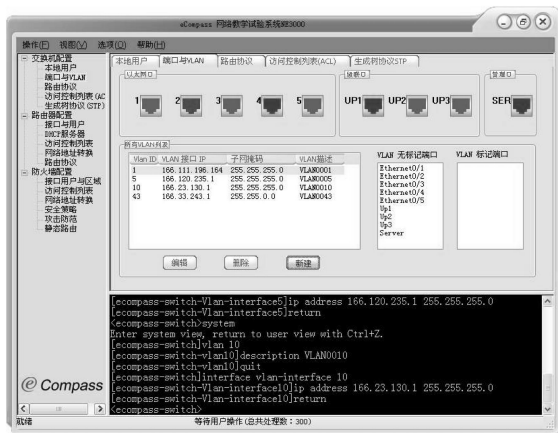 eCompass 网络教学试验系统NE3000
操作(F) 视图(V) 选项(O) 帮助(H)
交换机配置
本地用户
端口与VLAN
路由协议
访问控制列表(AC
生成树协议(STP)
路由器配置
接口与用户
DHCP服务器
访问控制列表
网络地址转换
路由协议
防火墙配置
接口用户与区域
访问控制列表
网络地址转换
安全策略
攻击防范
静态路由
@ Compass
本地用户 端口与VLAN 路由协议 访问控制列表(ACL) 生成树协议STP
以太网口
1 2 3 4 5
级联口
UP1 UP2 UP3
管理口
SER
所有VLAN列表
Vlan ID VLAN 接口 IP 子网掩码 VLAN描述
1 166.111.196.164 255.255.255.0 VLAN0001
5 166.120.235.1 255.255.255.0 VLAN0005
10 166.23.130.1 255.255.255.0 VLAN0010
43 166.33.243.1 255.255.0.0 VLAN0043
编辑 删除 新建
VLAN 无标记端口
Ethernet0/1
Ethernet0/2
Ethernet0/3
Ethernet0/4
Ethernet0/5
Up1
Up2
Up3
Server
VLAN 标记端口
[ecompass-switch-Vlan-interface5]ip address 166.120.235.1 255.255.255.0
[ecompass-switch-Vlan-interface5]return
<ecompass-switch>system
Enter system view, return to user view with Ctrl+Z.
[ecompass-switch]vlan 10
[ecompass-switch-vlan10]description VLAN0010
[ecompass-switch-vlan10]quit
[ecompass-switch]interface vlan-interface 10
[ecompass-switch-Vlan-interface10]ip address 166.23.130.1 255.255.255.0
[ecompass-switch-Vlan-interface10]return
<ecompass-switch>
就绪
等待用户操作(总共处理数：300)